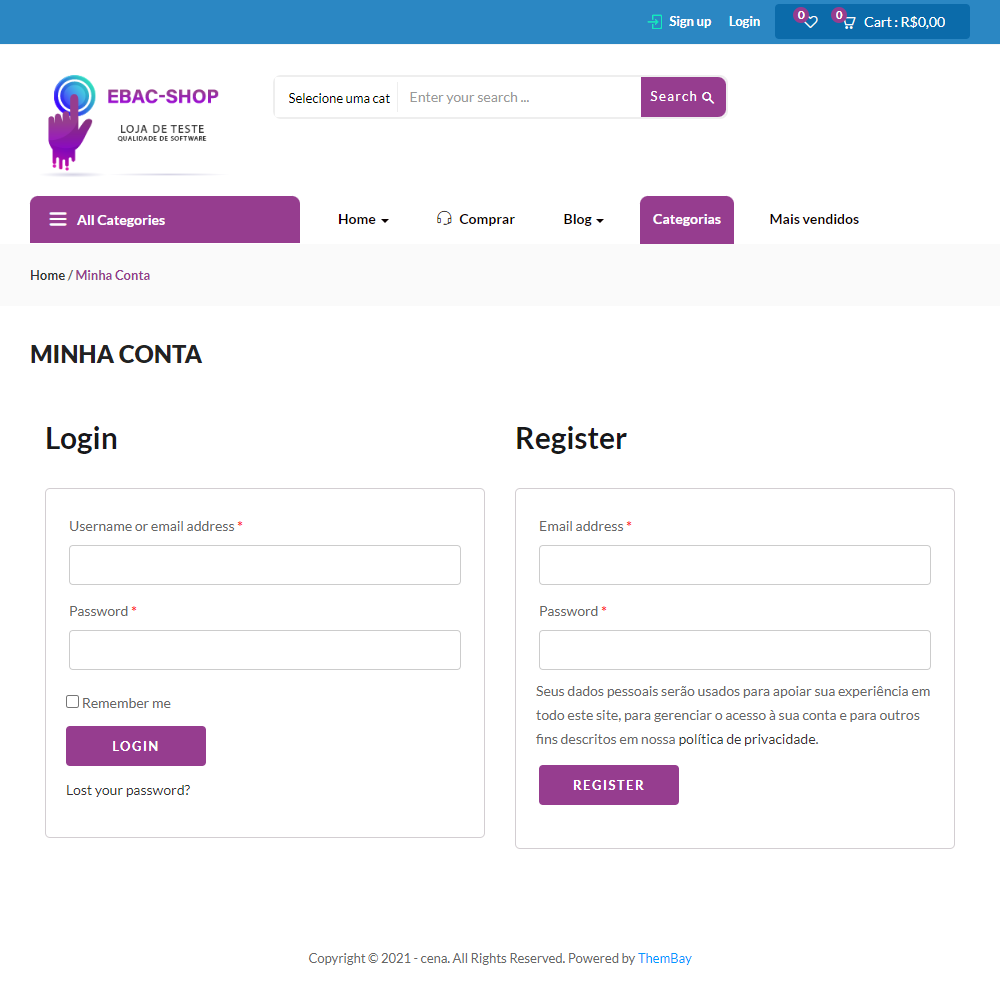 Sign up Login 0 0 Cart : R$0,00
EBAC-SHOP
LOJA DE TESTE
QUALIDADE DE SOFTWARE
Selecione uma cat Enter your search ... Search
All Categories Home Comprar Blog Categorias Mais vendidos
Home / Minha Conta
MINHA CONTA
Login
Username or email address *
Password *
Remember me
LOGIN
Lost your password?
Register
Email address *
Password *
Seus dados pessoais serão usados para apoiar sua experiência em
todo este site, para gerenciar o acesso à sua conta e para outros
fins descritos em nossa política de privacidade.
REGISTER
Copyright © 2021 - cena. All Rights Reserved. Powered by ThemBay